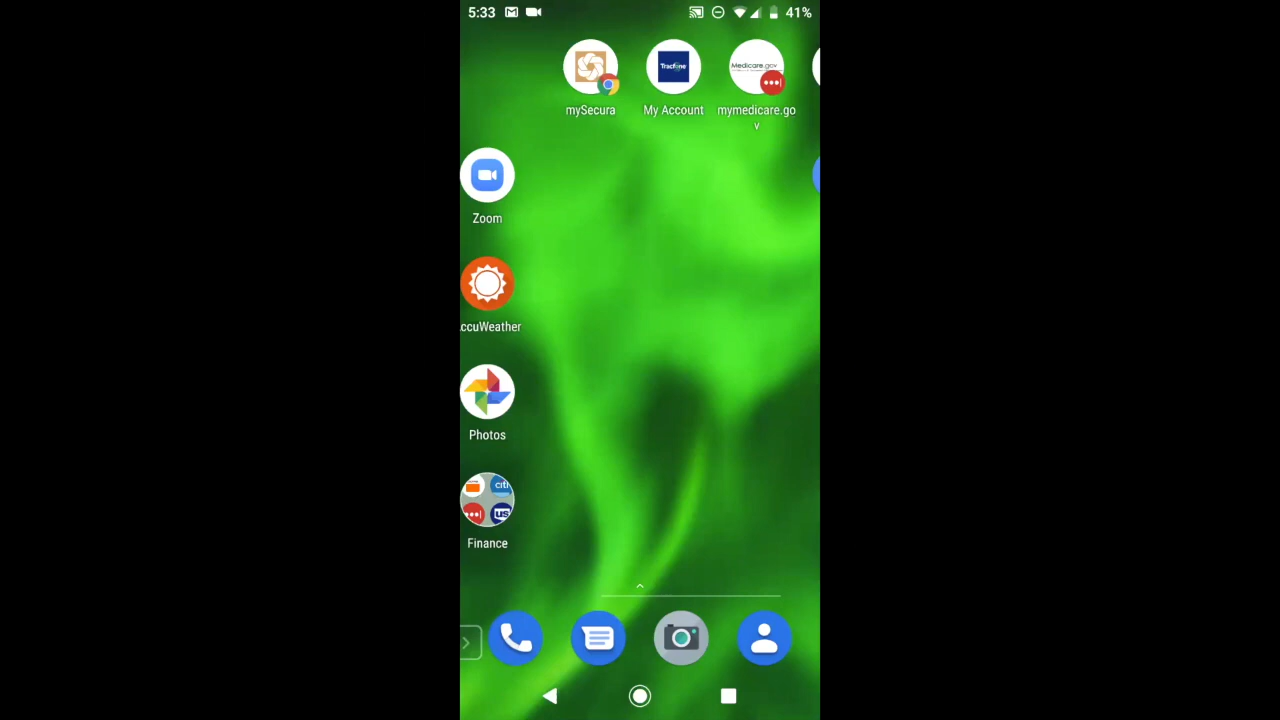 5:33
41%
Tracfone
Medicare.gov
mySecura
My Account
mymedicare.go
v
Zoom
ccuWeather
Photos
citi
us
Finance